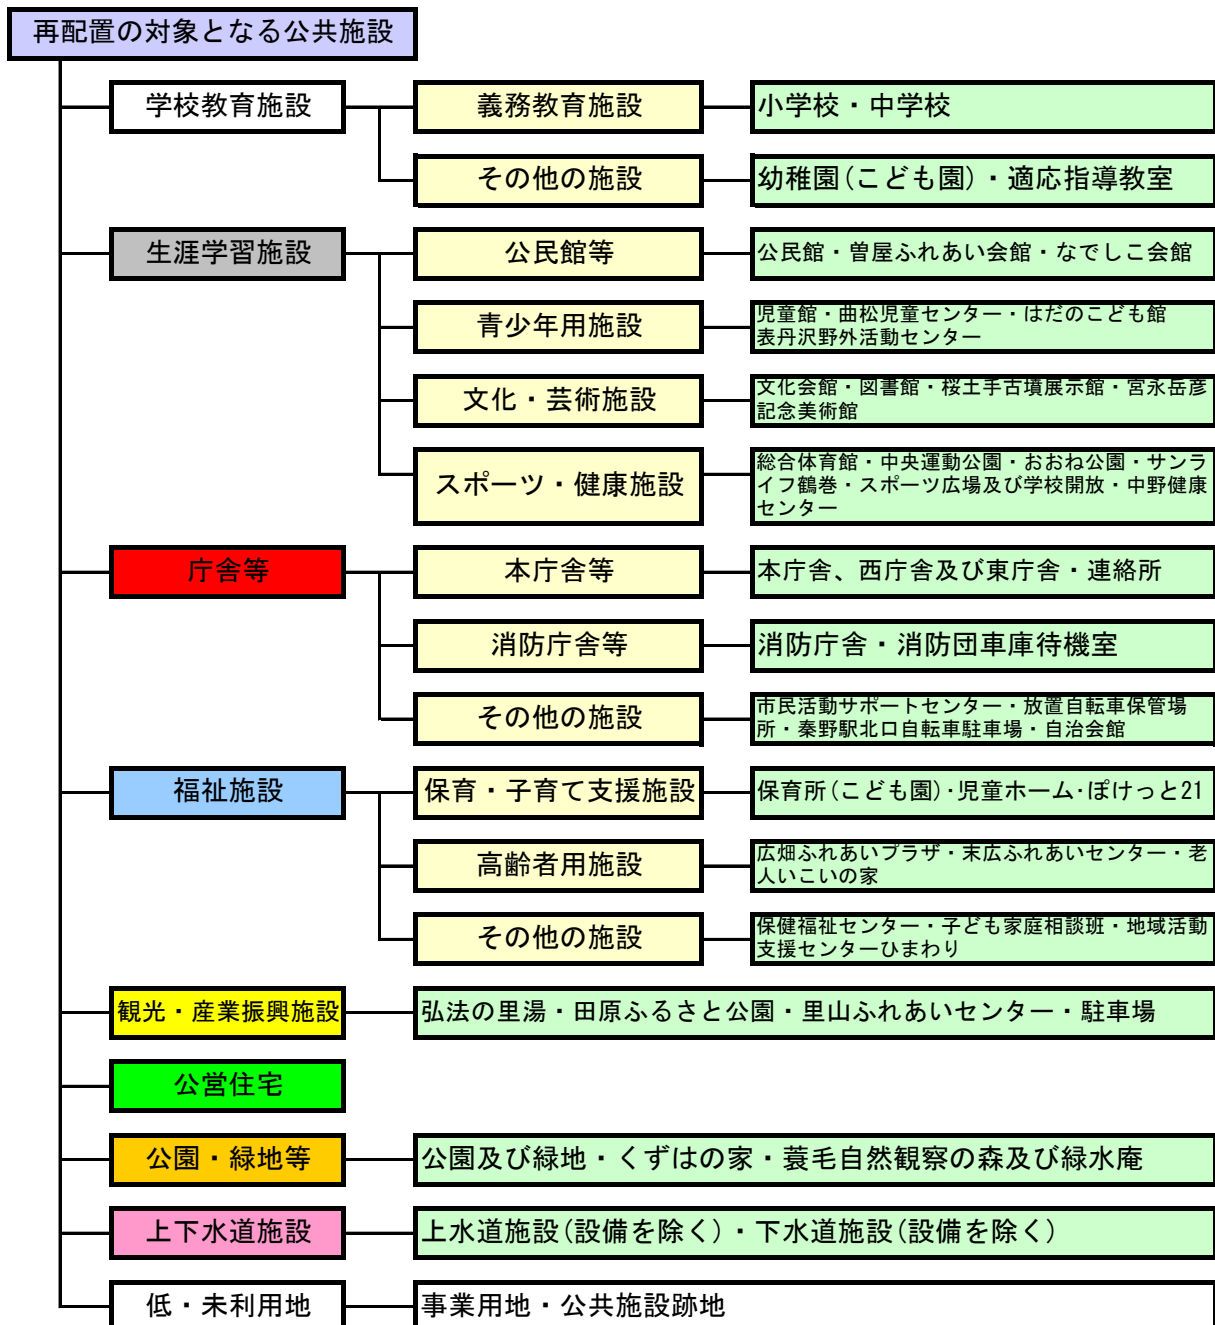 再配置の対象となる公共施設
学校教育施設
義務教育施設
小学校・中学校
その他の施設
幼稚園(こども園)・適応指導教室
生涯学習施設
公民館等
公民館・曽屋ふれあい会館・なでしこ会館
青少年用施設
児童館・曲松児童センター・はだのこども館
表丹沢野外活動センター
文化・芸術施設
文化会館・図書館・桜土手古墳展示館・宮永岳彦
記念美術館
スポーツ・健康施設
総合体育館・中央運動公園・おおね公園・サンラ
イフ鶴巻・スポーツ広場及び学校開放・中野健康
センター
庁舎等
本庁舎等
本庁舎、西庁舎及び東庁舎・連絡所
消防庁舎等
消防庁舎・消防団車庫待機室
その他の施設
市民活動サポートセンター・放置自転車保管場
所・秦野駅北口自転車駐車場・自治会館
福祉施設
保育・子育て支援施設
保育所(こども園)・児童ホーム・ぽけっと21
高齢者用施設
広畑ふれあいプラザ・末広ふれあいセンター・老
人いこいの家
その他の施設
保健福祉センター・子ども家庭相談班・地域活動
支援センターひまわり
観光・産業振興施設
弘法の里湯・田原ふるさと公園・里山ふれあいセンター・駐車場
公営住宅
公園・緑地等
公園及び緑地・くずはの家・蓑毛自然観察の森及び緑水庵
上下水道施設
上水道施設(設備を除く)・下水道施設(設備を除く)
低・未利用地
事業用地・公共施設跡地